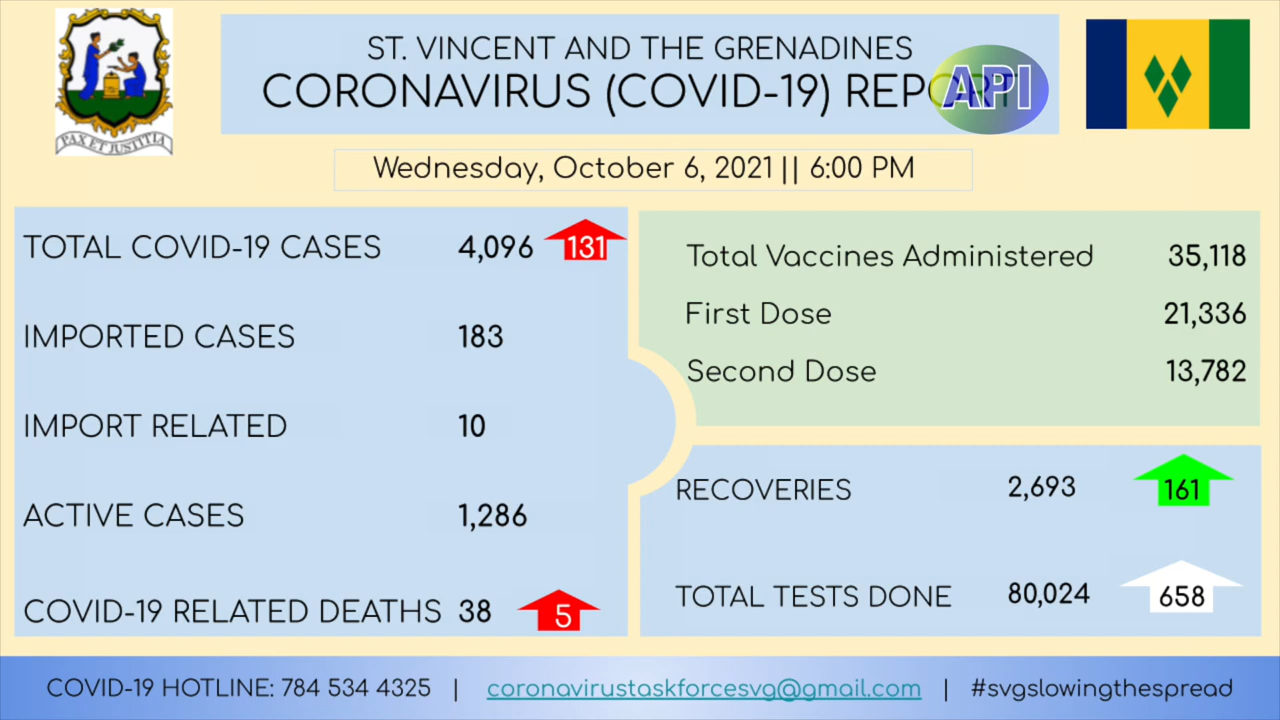 ST. VINCENT AND THE GRENADINES
CORONAVIRUS (COVID-19) REPORT
API
PAX ET JUSTITIA
Wednesday, October 6, 2021 || 6:00 PM
TOTAL COVID-19 CASES 4,096 131
IMPORTED CASES 183
IMPORT RELATED 10
ACTIVE CASES 1,286
COVID-19 RELATED DEATHS 38 5
Total Vaccines Administered 35,118
First Dose 21,336
Second Dose 13,782
RECOVERIES 2,693 161
TOTAL TESTS DONE 80,024 658
COVID-19 HOTLINE: 784 534 4325 | coronavirustaskforcesvg@gmail.com | #svgslowingthespread